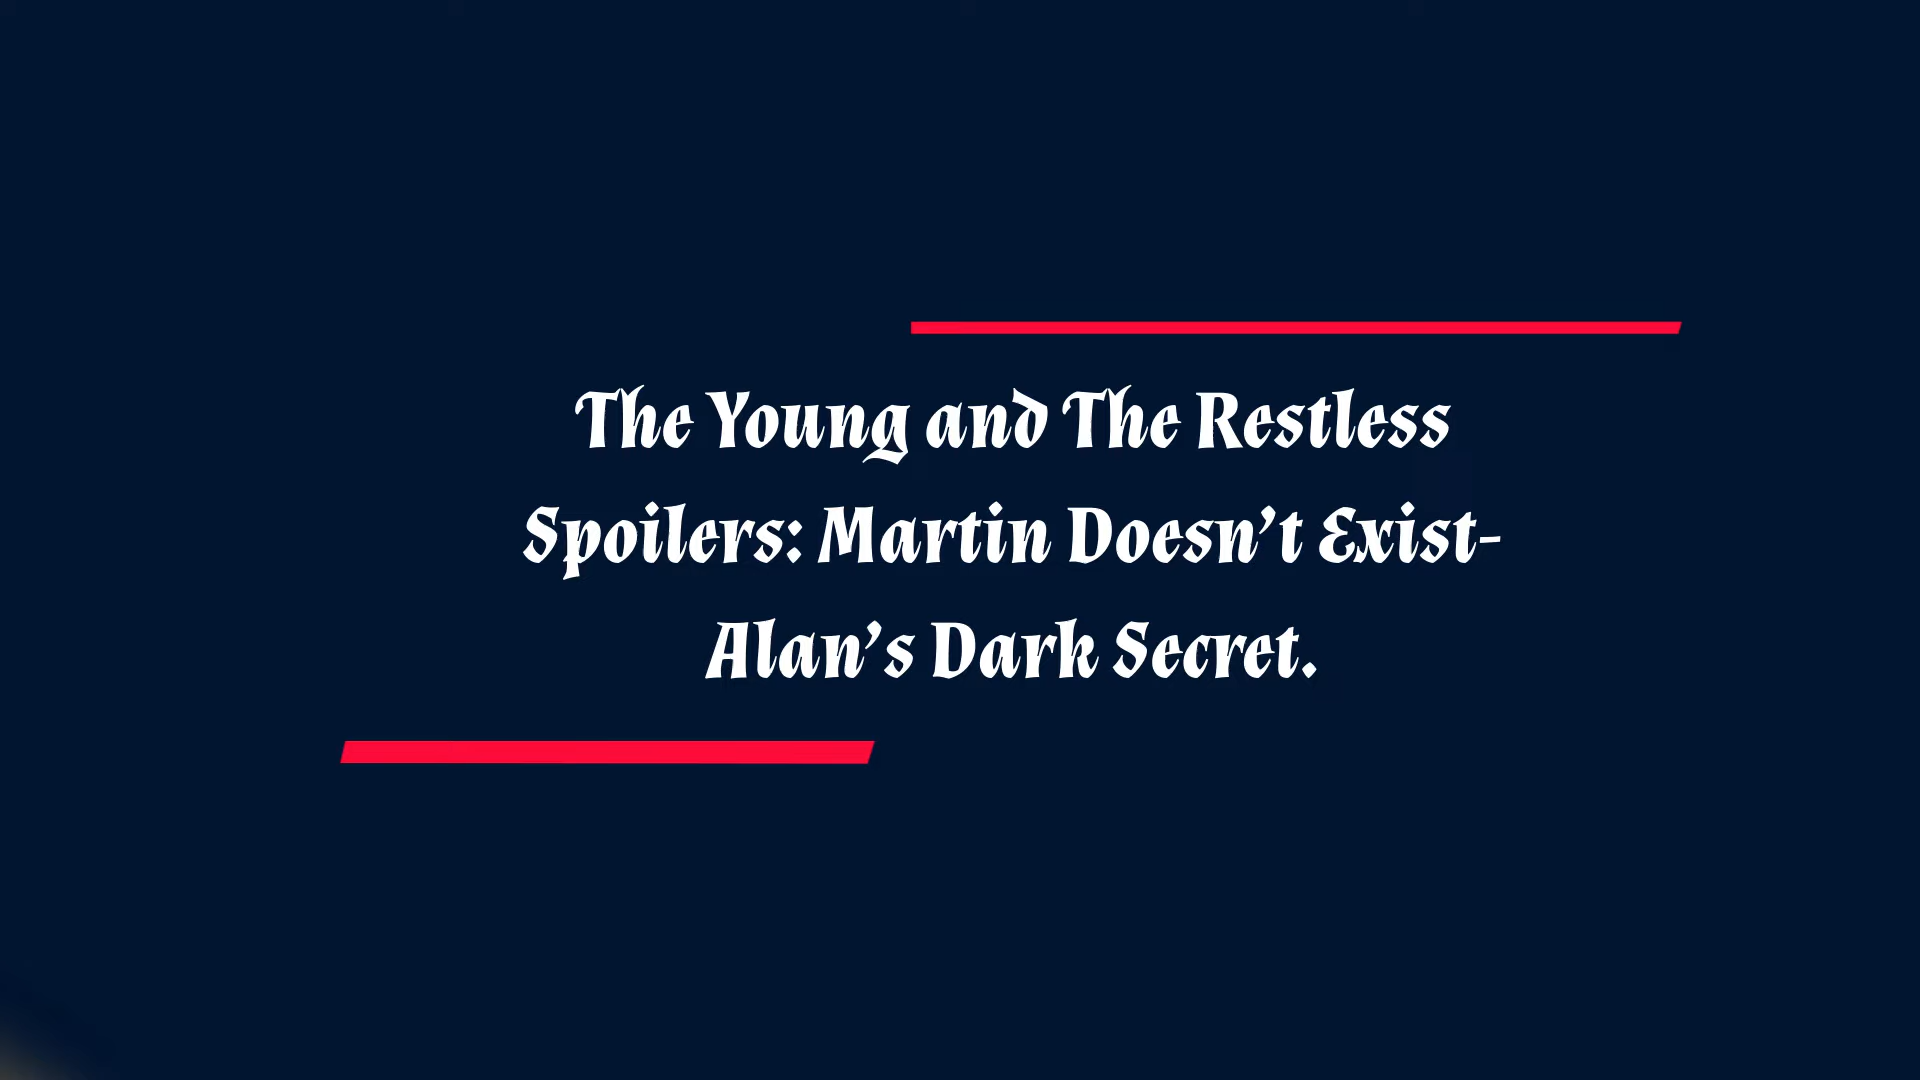 The Young and The Restless
Spoilers: Martin Doesn’t Exist-
Alan’s Dark Secret.